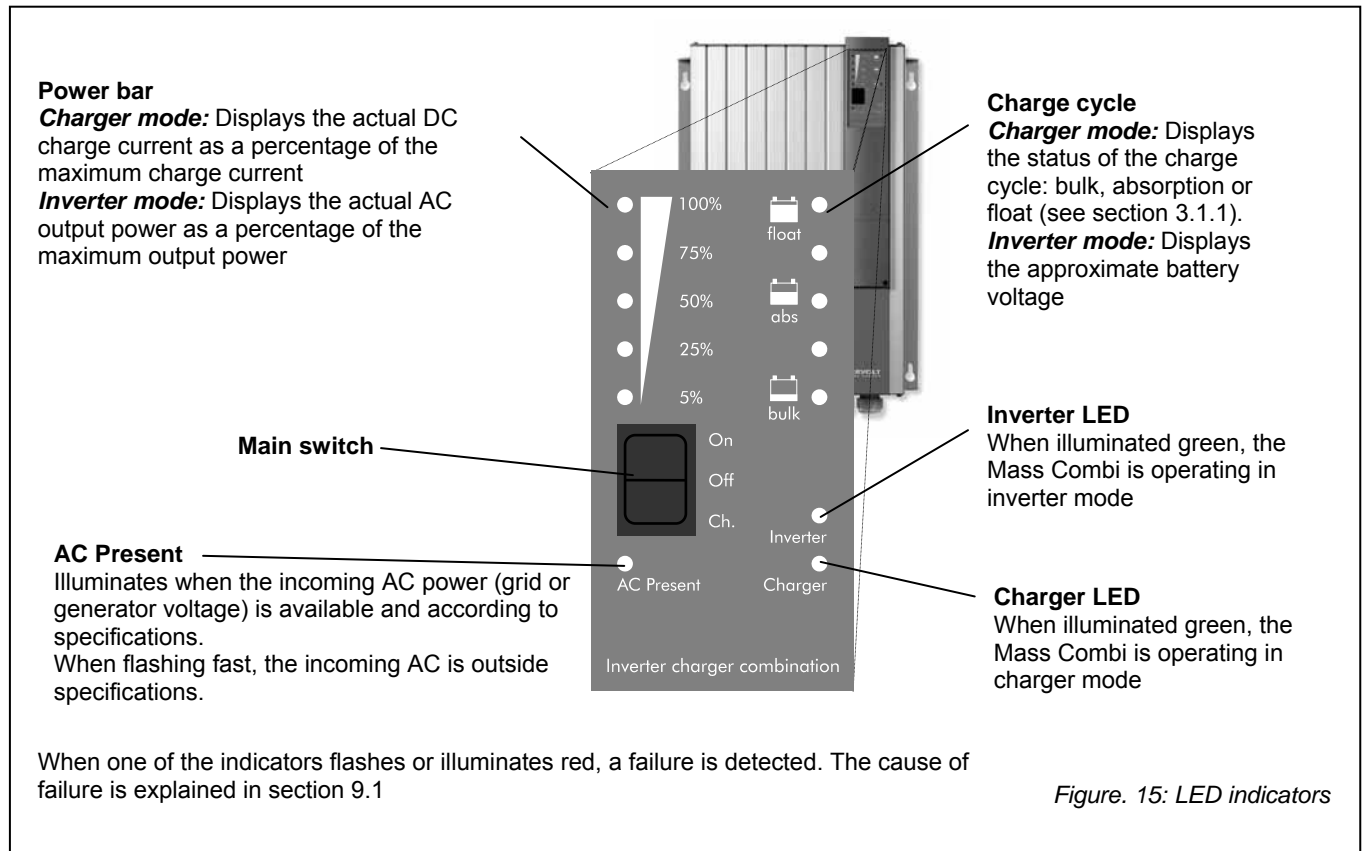 Power bar
Charger mode: Displays the actual DC
charge current as a percentage of the
maximum charge current
Inverter mode: Displays the actual AC
output power as a percentage of the
maximum output power
Main switch
AC Present
Illuminates when the incoming AC power (grid or
generator voltage) is available and according to
specifications.
When flashing fast, the incoming AC is outside
specifications.
100%
75%
50%
25%
5%
float
abs
bulk
On
Off
Ch.
Inverter
AC Present
Charger
Inverter charger combination
Charge cycle
Charger mode: Displays
the status of the charge
cycle: bulk, absorption or
float (see section 3.1.1).
Inverter mode: Displays
the approximate battery
voltage
Inverter LED
When illuminated green, the
Mass Combi is operating in
inverter mode
Charger LED
When illuminated green, the
Mass Combi is operating in
charger mode
When one of the indicators flashes or illuminates red, a failure is detected. The cause of
failure is explained in section 9.1
Figure. 15: LED indicators